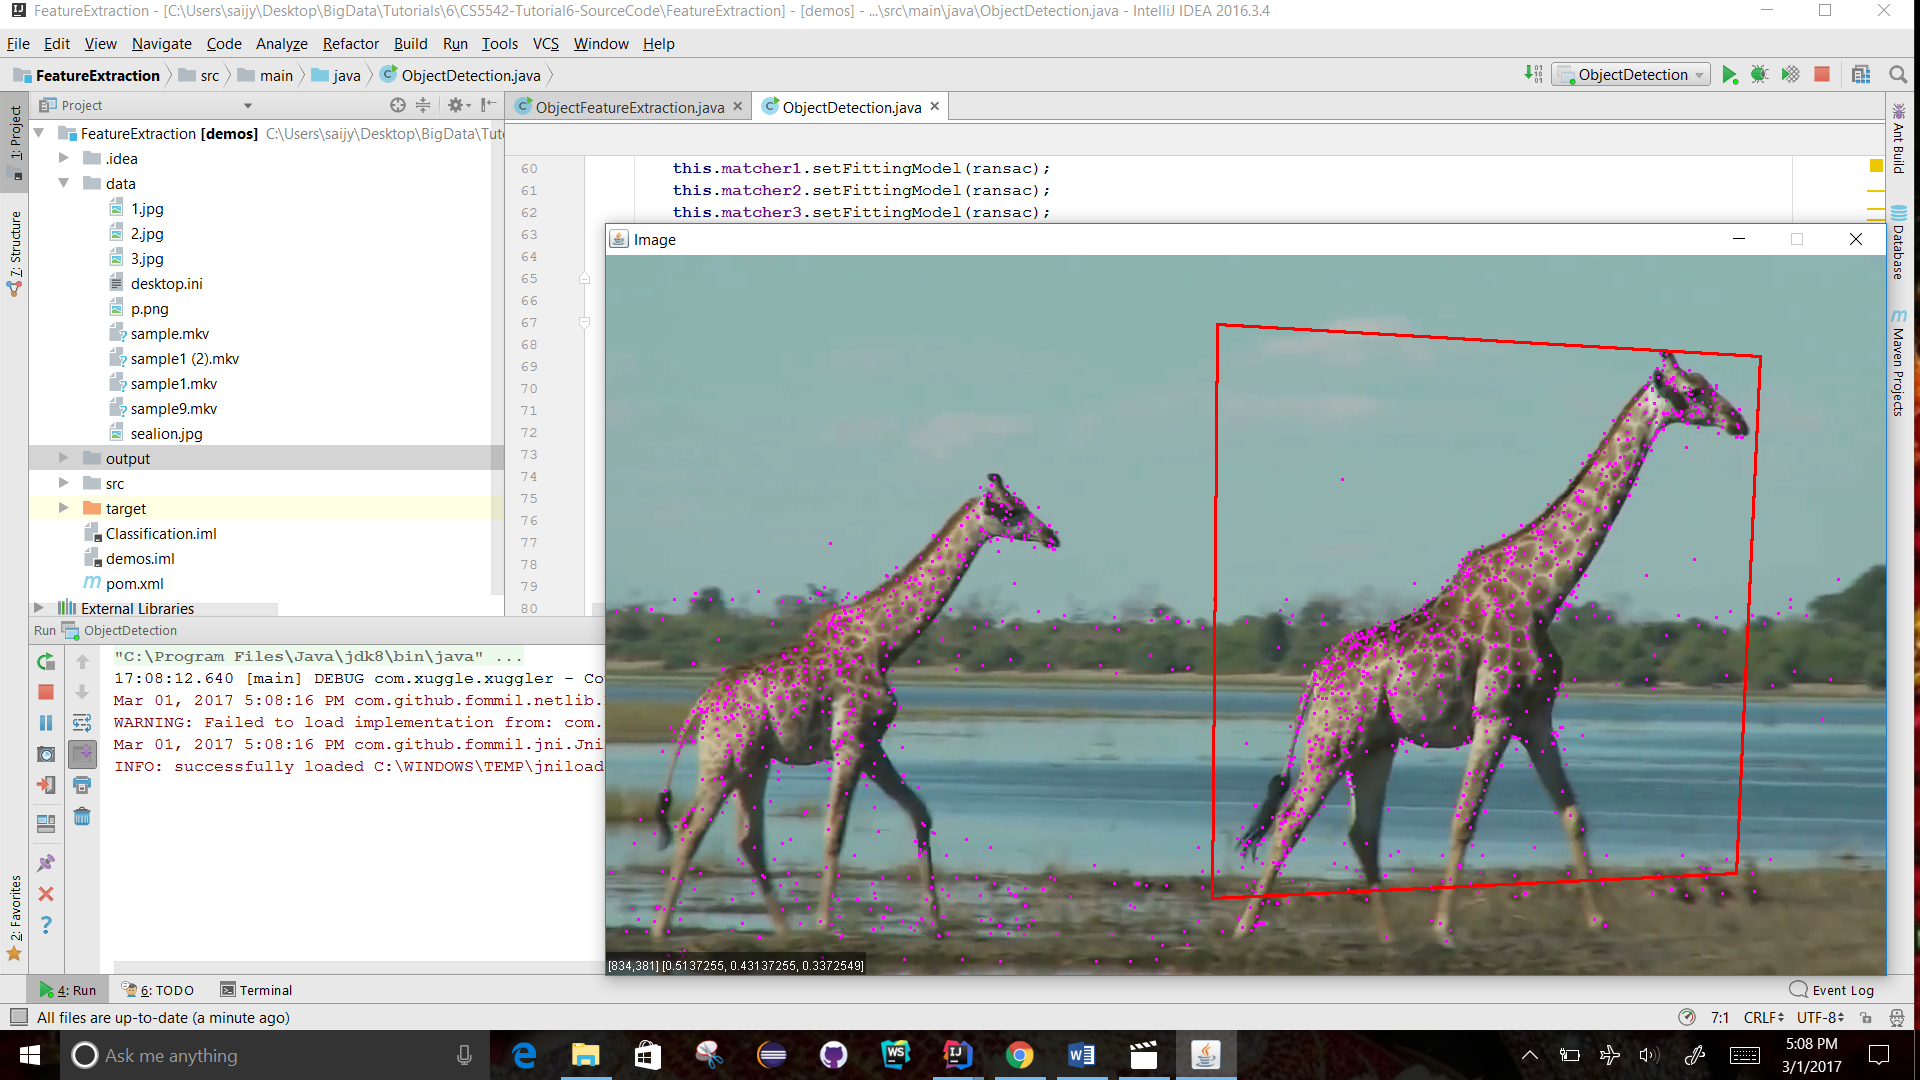 FeatureExtraction - [C:\Users\saijy\Desktop\BigData\Tutorials\6\CS5542-Tutorial6-SourceCode\FeatureExtraction] - [demos] - ...\src\main\java\ObjectDetection.java - IntelliJ IDEA 2016.3.4
File Edit View Navigate Code Analyze Refactor Build Run Tools VCS Window Help
FeatureExtraction src main java ObjectDetection.java
ObjectDetection
Project
ObjectFeatureExtraction.java ObjectDetection.java
1: Project
7: Structure
2: Favorites
FeatureExtraction [demos] C:\Users\saijy\Desktop\BigData\Tut
.idea
data
1.jpg
2.jpg
3.jpg
desktop.ini
p.png
sample.mkv
sample1 (2).mkv
sample1.mkv
sample9.mkv
sealion.jpg
output
src
target
Classification.iml
demos.iml
pom.xml
External Libraries
60 this.matcher1.setFittingModel(ransac);
61 this.matcher2.setFittingModel(ransac);
62 this.matcher3.setFittingModel(ransac);
63
64
65
66
67
68
69
70
71
72
73
74
75
76
77
78
79
80
Ant Build
Database
Maven Projects
Image
[834,381] [0.5137255, 0.43137255, 0.3372549]
Run ObjectDetection
"C:\Program Files\Java\jdk8\bin\java" ...
17:08:12.640 [main] DEBUG com.xuggle.xuggler - Co
Mar 01, 2017 5:08:16 PM com.github.fommil.netlib.
WARNING: Failed to load implementation from: com.
Mar 01, 2017 5:08:16 PM com.github.fommil.jni.Jni
INFO: successfully loaded C:\WINDOWS\TEMP\jniload
4: Run 6: TODO Terminal
Event Log
All files are up-to-date (a minute ago)
7:1 CRLF UTF-8
Ask me anything
WS
IJ
5:08 PM
3/1/2017